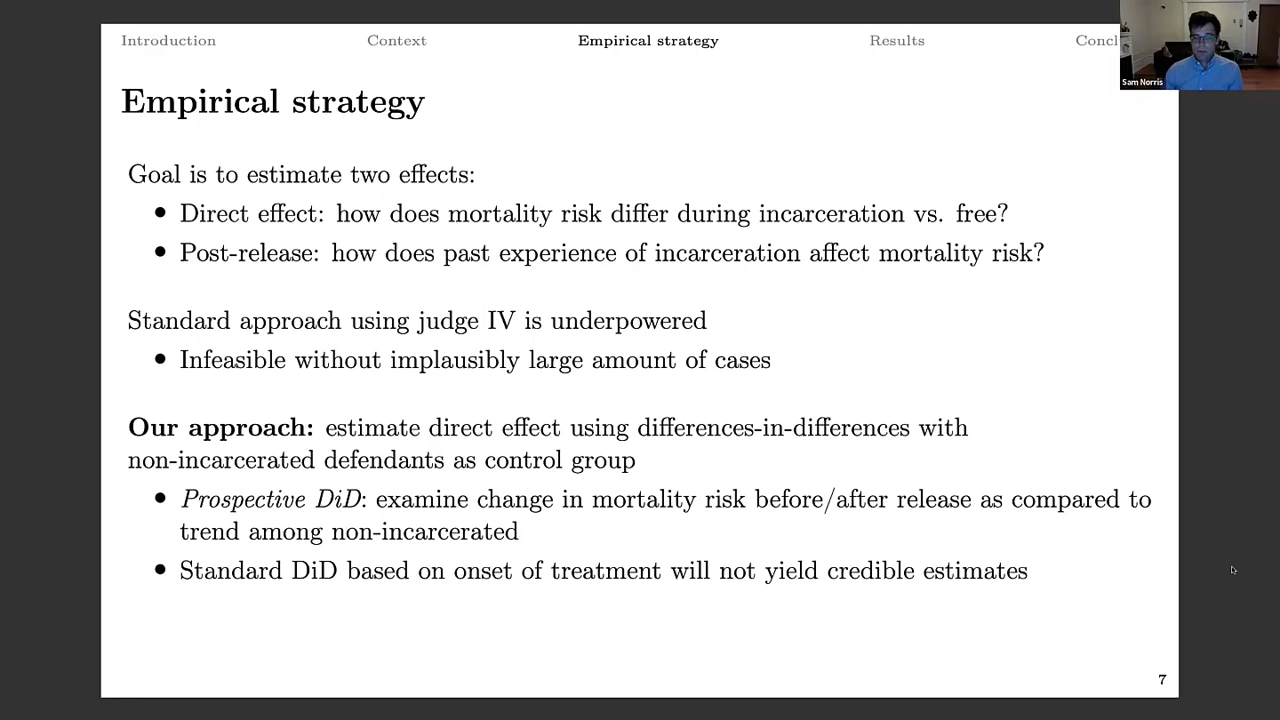 Introduction Context Empirical strategy Results Concl
Sam Norris
Empirical strategy
Goal is to estimate two effects:
• Direct effect: how does mortality risk differ during incarceration vs. free?
• Post-release: how does past experience of incarceration affect mortality risk?
Standard approach using judge IV is underpowered
• Infeasible without implausibly large amount of cases
Our approach: estimate direct effect using differences-in-differences with
non-incarcerated defendants as control group
• Prospective DiD: examine change in mortality risk before/after release as compared to
trend among non-incarcerated
• Standard DiD based on onset of treatment will not yield credible estimates
7